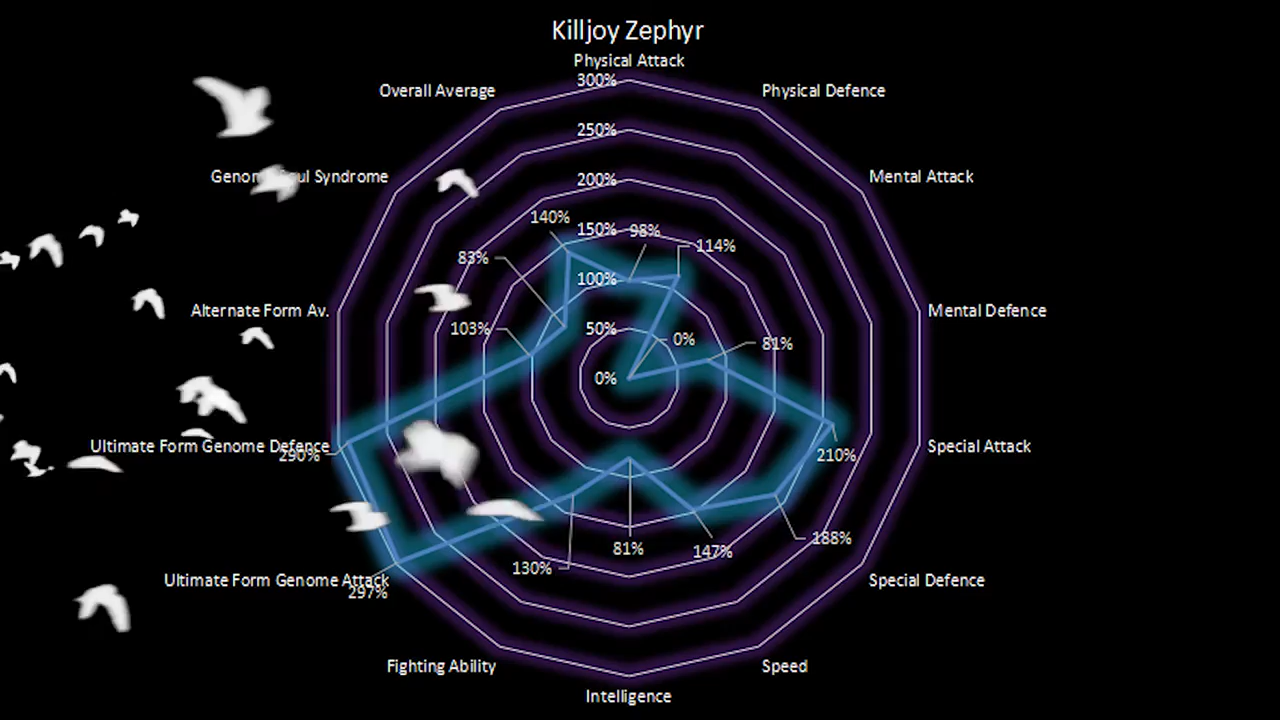 Killjoy Zephyr
Physical Attack
300%
Overall Average
Physical Defence
250%
Genome Soul Syndrome
200%
Mental Attack
140%
150%
98%
114%
83%
100%
Alternate Form Av.
Mental Defence
103%
50%
0%
81%
0%
Ultimate Form Genome Defence
290%
210%
Special Attack
188%
81%
147%
130%
Ultimate Form Genome Attack
297%
Special Defence
Fighting Ability
Speed
Intelligence